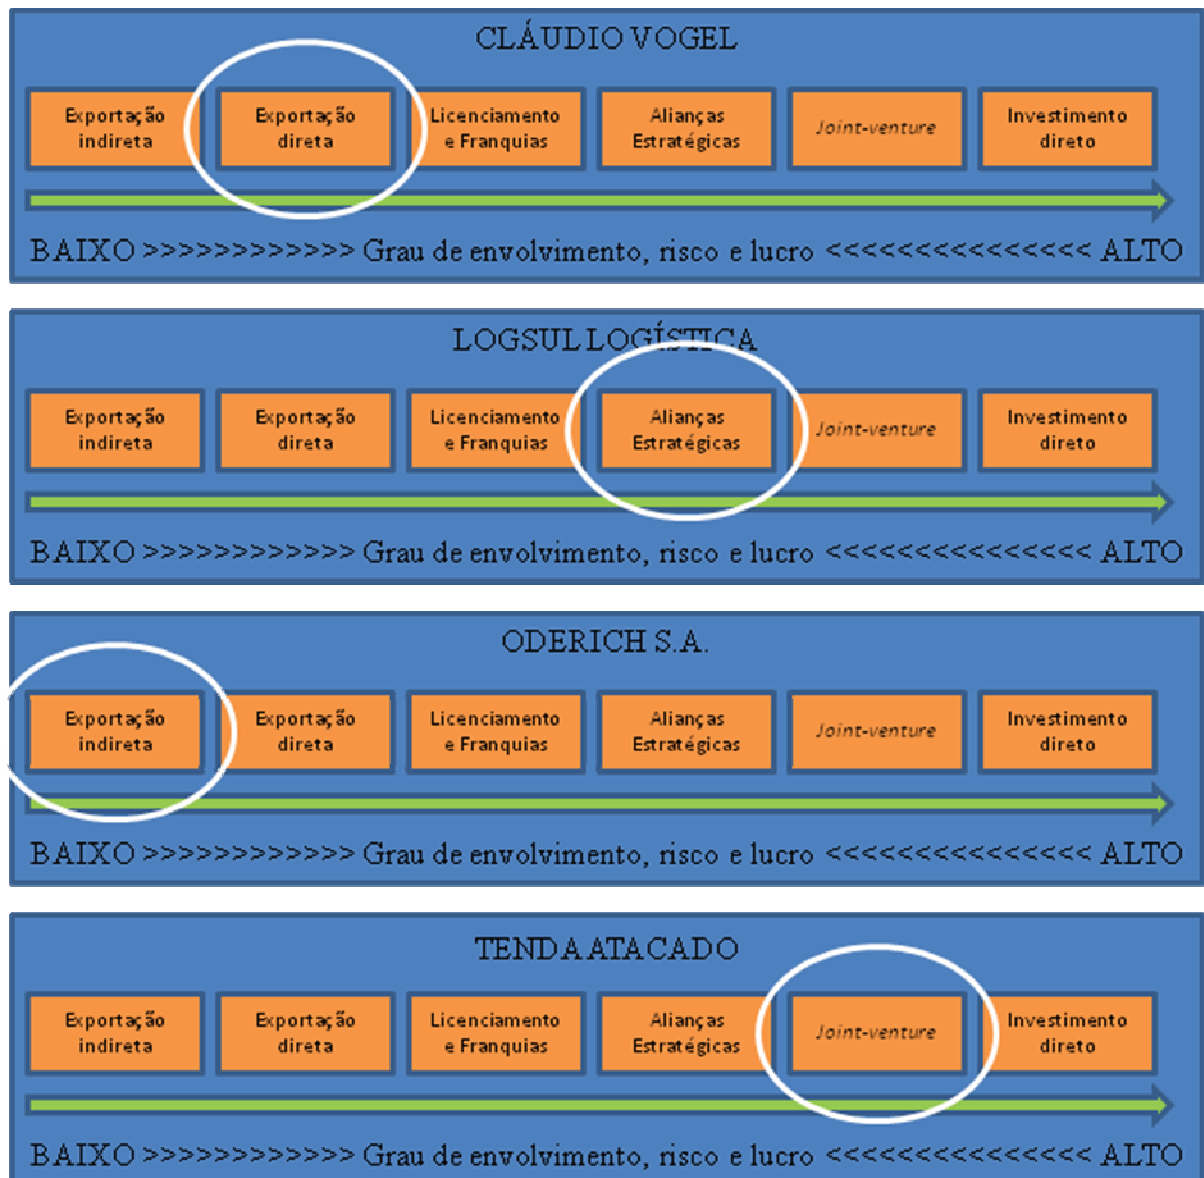 CLÁUDIO VOGEL
Exportação indireta
Exportação direta
Licenciamento e Franquias
Alianças Estratégicas
Joint-venture
Investimento direto
BAIXO >>>>>>>>>>>> Grau de envolvimento, risco e lucro <<<<<<<<<<<<<<< ALTO
LOGSUL LOGÍSTICA
Exportação indireta
Exportação direta
Licenciamento e Franquias
Alianças Estratégicas
Joint-venture
Investimento direto
BAIXO >>>>>>>>>>>> Grau de envolvimento, risco e lucro <<<<<<<<<<<<<<< ALTO
ODERICH S.A.
Exportação indireta
Exportação direta
Licenciamento e Franquias
Alianças Estratégicas
Joint-venture
Investimento direto
BAIXO >>>>>>>>>>>> Grau de envolvimento, risco e lucro <<<<<<<<<<<<<<< ALTO
TENDA ATACADO
Exportação indireta
Exportação direta
Licenciamento e Franquias
Alianças Estratégicas
Joint-venture
Investimento direto
BAIXO >>>>>>>>>>>> Grau de envolvimento, risco e lucro <<<<<<<<<<<<<<< ALTO